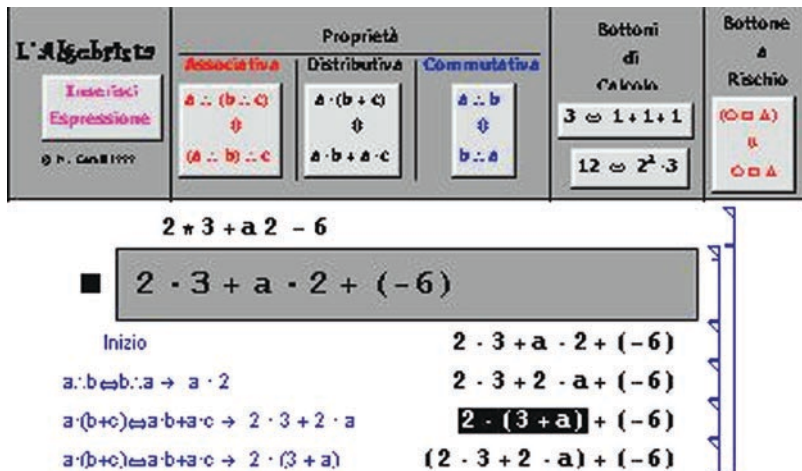 L'Algebrista
Inserisci
Espressione
Proprietà
Associativa
Distributiva
Commutativa
a ∴ (b ∴ c)
⇕
(a ∴ b) ∴ c
a · (b + c)
⇕
a · b + a · c
a ∴ b
⇕
b ∴ a
Bottoni
di
Calcolo
3 ⇔ 1 + 1 + 1
12 ⇔ 2² · 3
Bottone
a
Rischio
(○ □ △)
⇓
○ □ △
2 * 3 + a 2 - 6
2 · 3 + a · 2 + (-6)
Inizio 2 · 3 + a · 2 + (-6)
a∴b⇔b∴a → a · 2 2 · 3 + 2 · a + (-6)
a·(b+c)⇔a·b+a·c → 2 · 3 + 2 · a 2 · (3 + a) + (-6)
a·(b+c)⇔a·b+a·c → 2 · (3 + a) (2 · 3 + 2 · a) + (-6)